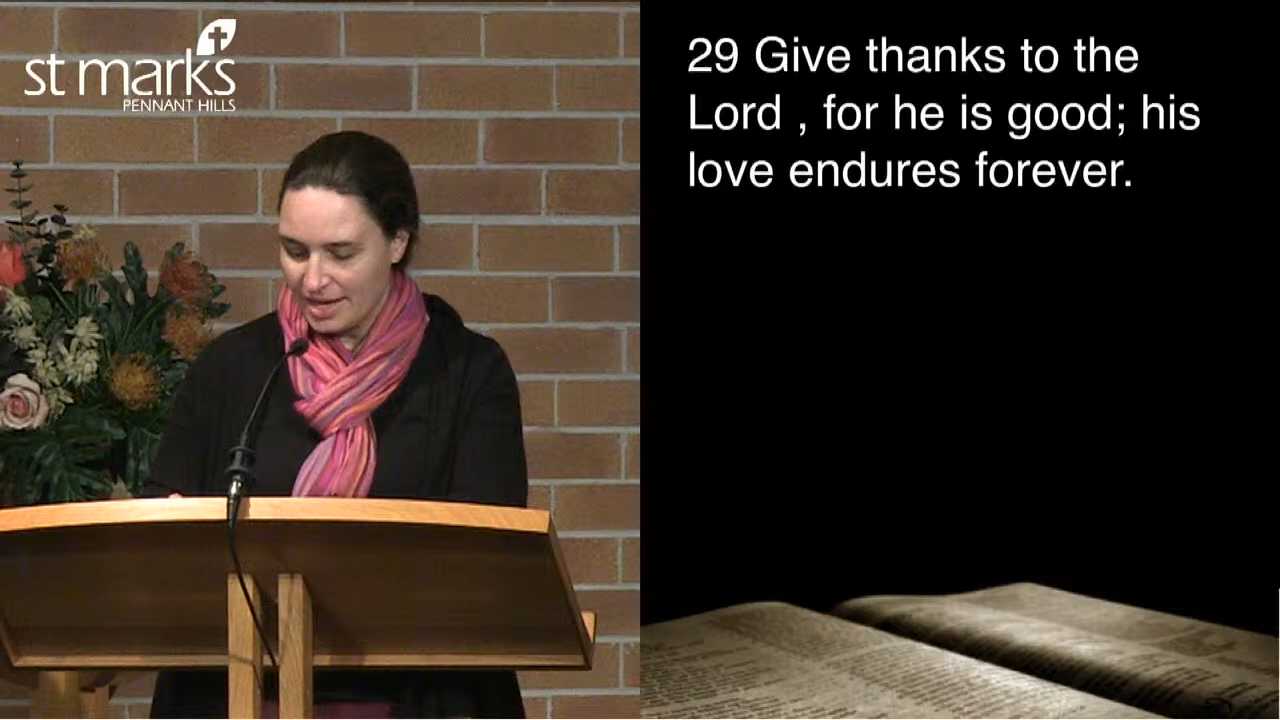 st marks
PENNANT HILLS
29 Give thanks to the
Lord , for he is good; his
love endures forever.